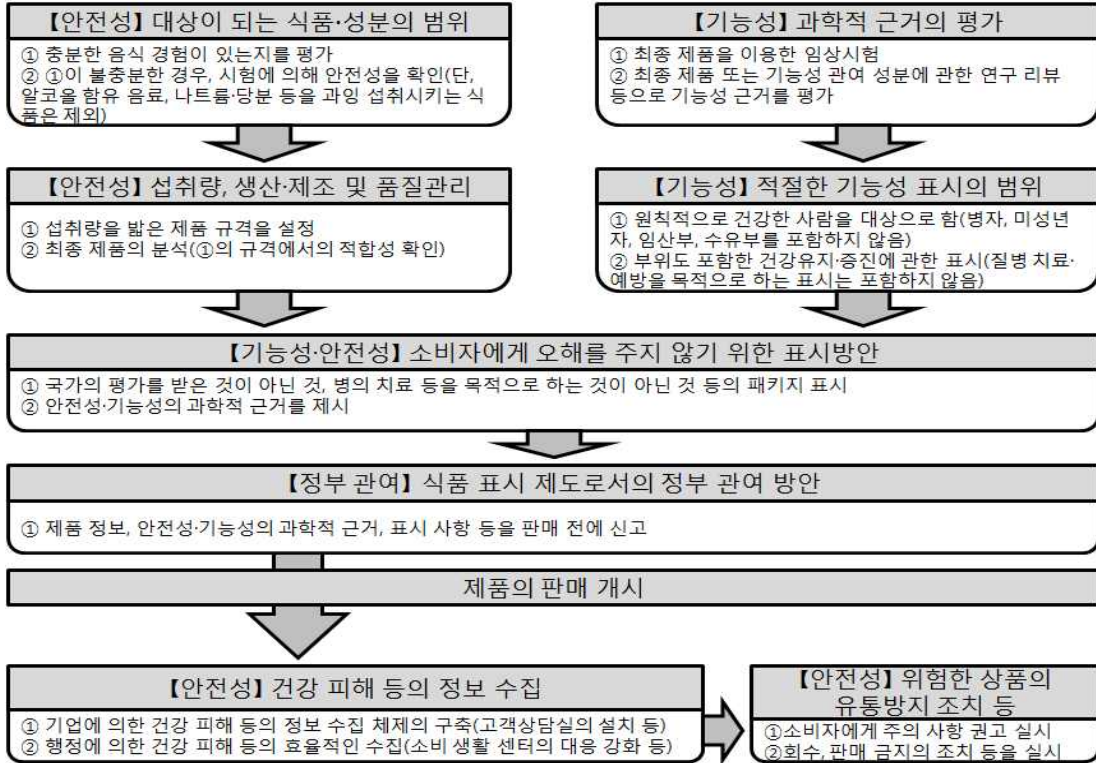 【안전성】 대상이 되는 식품·성분의 범위
① 충분한 음식 경험이 있는지를 평가
② ①이 불충분한 경우, 시험에 의해 안전성을 확인(단,
알코올 함유 음료, 나트륨·당분 등을 과잉 섭취시키는 식
품은 제외)
【기능성】 과학적 근거의 평가
① 최종 제품을 이용한 임상시험
② 최종 제품 또는 기능성 관여 성분에 관한 연구 리뷰
등으로 기능성 근거를 평가
【안전성】 섭취량, 생산·제조 및 품질관리
① 섭취량을 밟은 제품 규격을 설정
② 최종 제품의 분석(①의 규격에서의 적합성 확인)
【기능성】 적절한 기능성 표시의 범위
① 원칙적으로 건강한 사람을 대상으로 함(병자, 미성년
자, 임산부, 수유부를 포함하지 않음)
② 부위도 포함한 건강유지·증진에 관한 표시(질병 치료·
예방을 목적으로 하는 표시는 포함하지 않음)
【기능성·안전성】 소비자에게 오해를 주지 않기 위한 표시방안
① 국가의 평가를 받은 것이 아닌 것, 병의 치료 등을 목적으로 하는 것이 아닌 것 등의 패키지 표시
② 안전성·기능성의 과학적 근거를 제시
【정부 관여】 식품 표시 제도로서의 정부 관여 방안
① 제품 정보, 안전성·기능성의 과학적 근거, 표시 사항 등을 판매 전에 신고
제품의 판매 개시
【안전성】 건강 피해 등의 정보 수집
① 기업에 의한 건강 피해 등의 정보 수집 체제의 구축(고객상담실의 설치 등)
② 행정에 의한 건강 피해 등의 효율적인 수집(소비 생활 센터의 대응 강화 등)
【안전성】 위험한 상품의
유통방지 조치 등
①소비자에게 주의 사항 권고 실시
②회수, 판매 금지의 조치 등을 실시